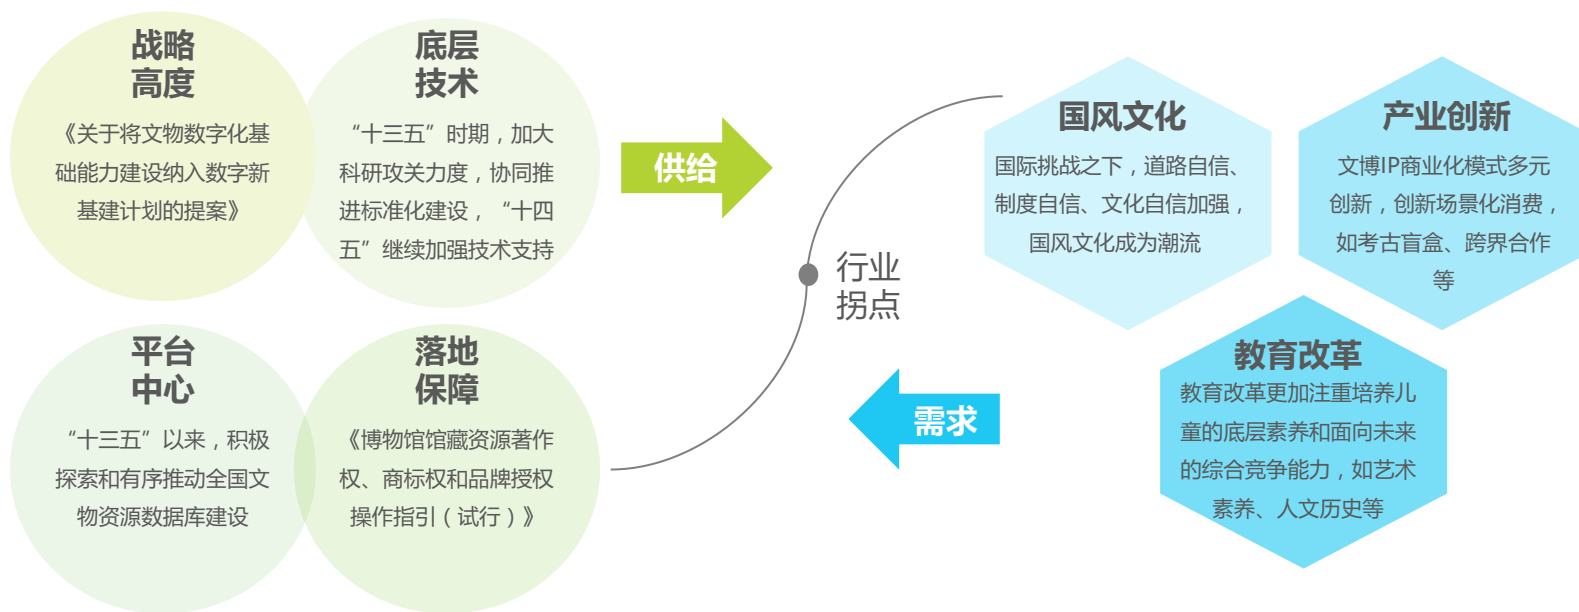 战略
高度
《关于将文物数字化基
础能力建设纳入数字新
基建计划的提案》
底层
技术
“十三五”时期，加大
科研攻关力度，协同推
进标准化建设，“十四
五”继续加强技术支持
平台
中心
“十三五”以来，积极
探索和有序推动全国文
物资源数据库建设
落地
保障
《博物馆馆藏资源著作
权、商标权和品牌授权
操作指引（试行）》
供给
行业
拐点
需求
国风文化
国际挑战之下，道路自信、
制度自信、文化自信加强，
国风文化成为潮流
产业创新
文博IP商业化模式多元
创新，创新场景化消费，
如考古盲盒、跨界合作
等
教育改革
教育改革更加注重培养儿
童的底层素养和面向未来
的综合竞争能力，如艺术
素养、人文历史等